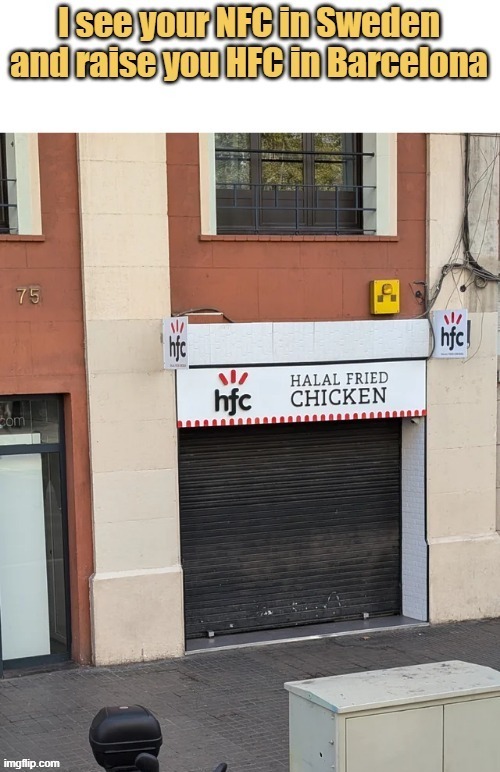 I see your NFC in Sweden
and raise you HFC in Barcelona
75
hfc
hfc
hfc
HALAL FRIED
CHICKEN
com
imgflip.com